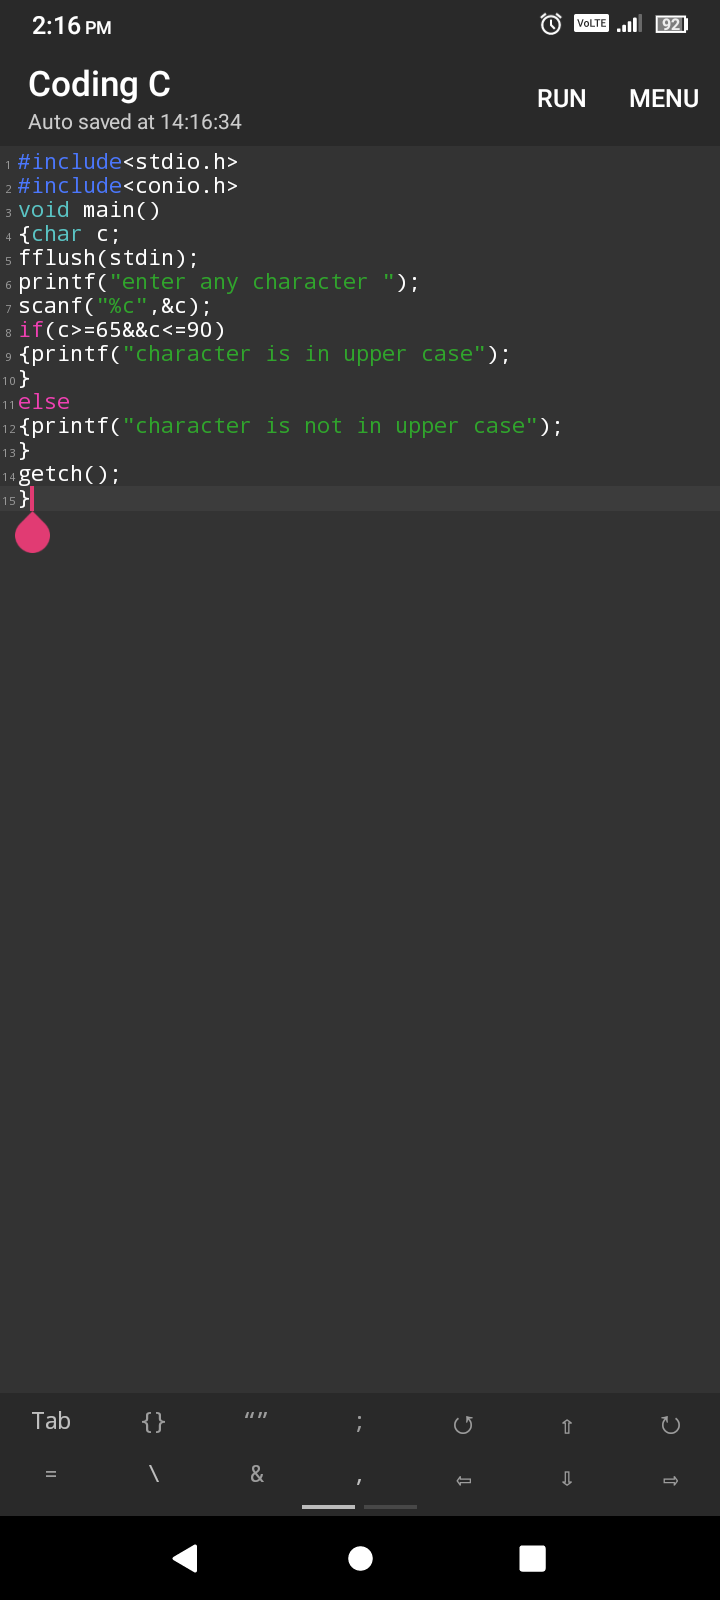 2:16 PM
VoLTE
92
Coding C
RUN
MENU
Auto saved at 14:16:34
1 #include<stdio.h>
2 #include<conio.h>
3 void main()
4 {char c;
5 fflush(stdin);
6 printf("enter any character ");
7 scanf("%c",&c);
8 if(c>=65&&c<=90)
9 {printf("character is in upper case");
10 }
11 else
12 {printf("character is not in upper case");
13 }
14 getch();
15 }
Tab {} “” ; ⭯ ⇧ ⭮
= \ & , ⇦ ⇩ ⇨